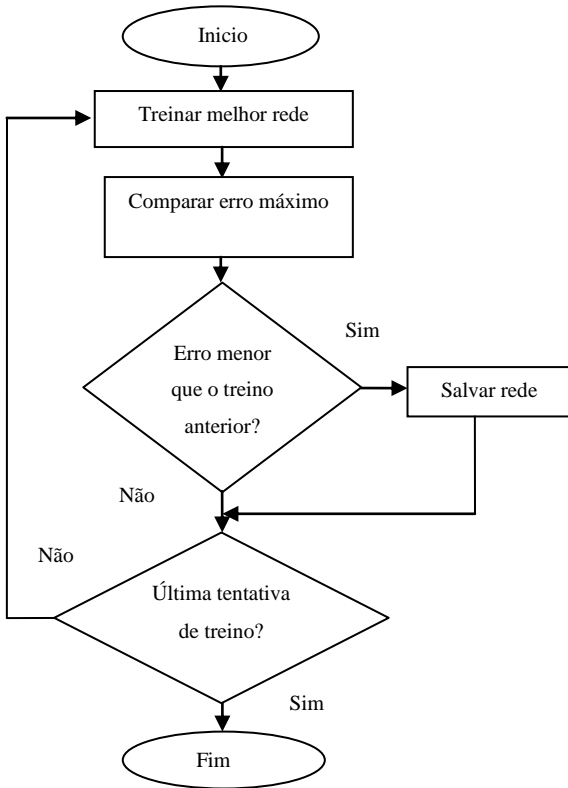 Inicio
Treinar melhor rede
Comparar erro máximo
Sim
Erro menor
que o treino
anterior?
Salvar rede
Não
Não
Última tentativa
de treino?
Sim
Fim